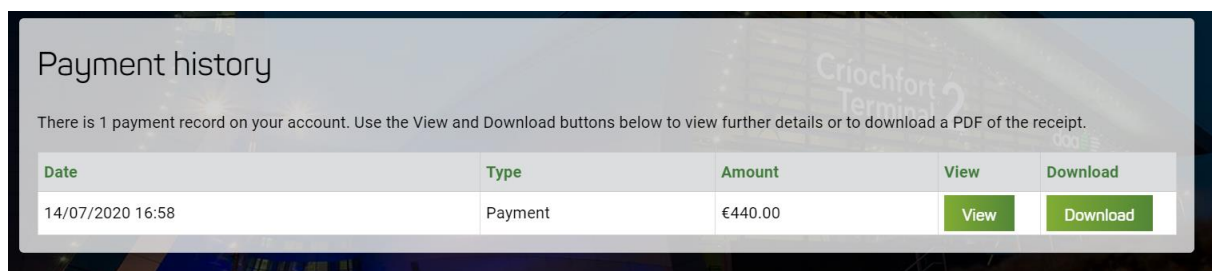 Payment history
Críochfort 2
Terminal
There is 1 payment record on your account. Use the View and Download buttons below to view further details or to download a PDF of the receipt.
Date Type Amount View Download
14/07/2020 16:58 Payment €440.00 View Download